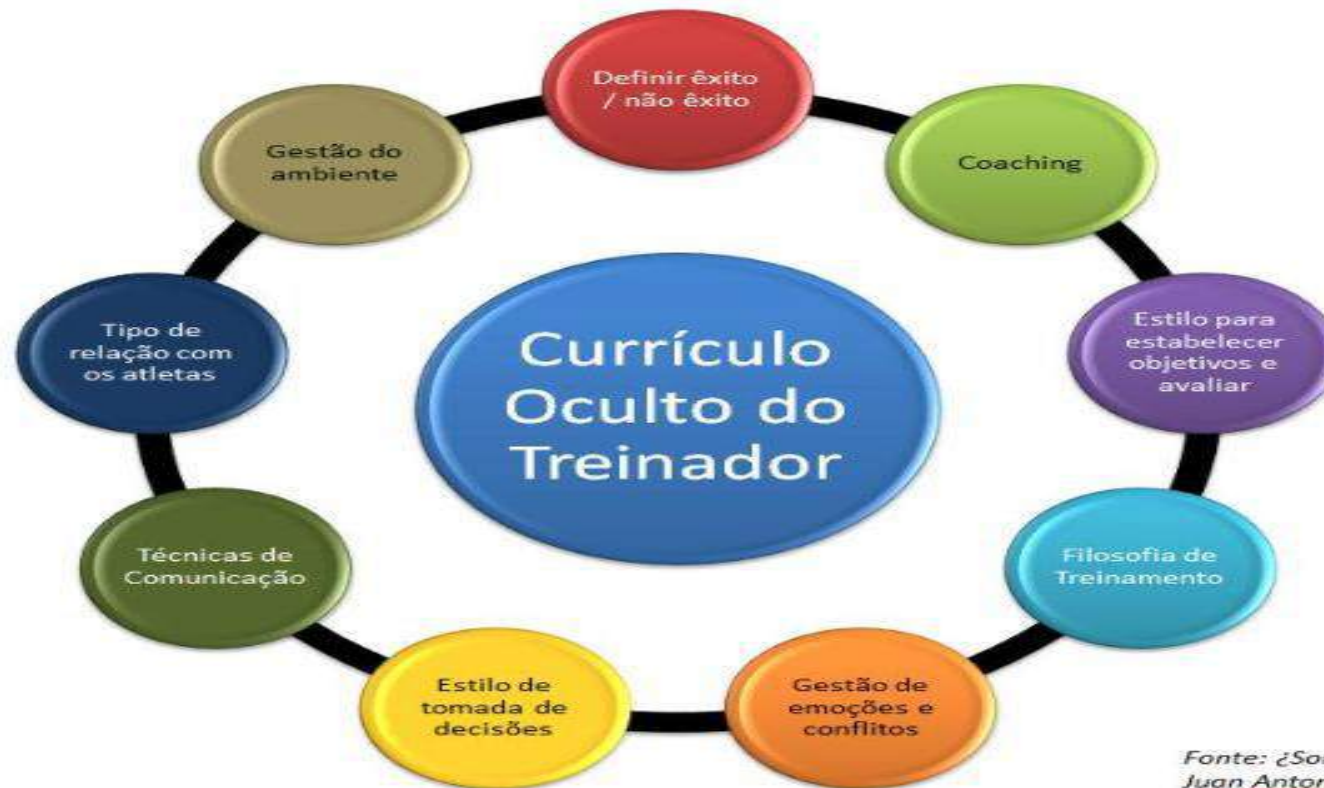 Definir êxito
/ não êxito
Coaching
Estilo para
estabelecer
objetivos e
avaliar
Filosofia de
Treinamento
Gestão de
emoções e
conflitos
Estilo de
tomada de
decisões
Técnicas de
Comunicação
Tipo de
relação com
os atletas
Gestão do
ambiente
Currículo
Oculto do
Treinador
Fonte:
Juan